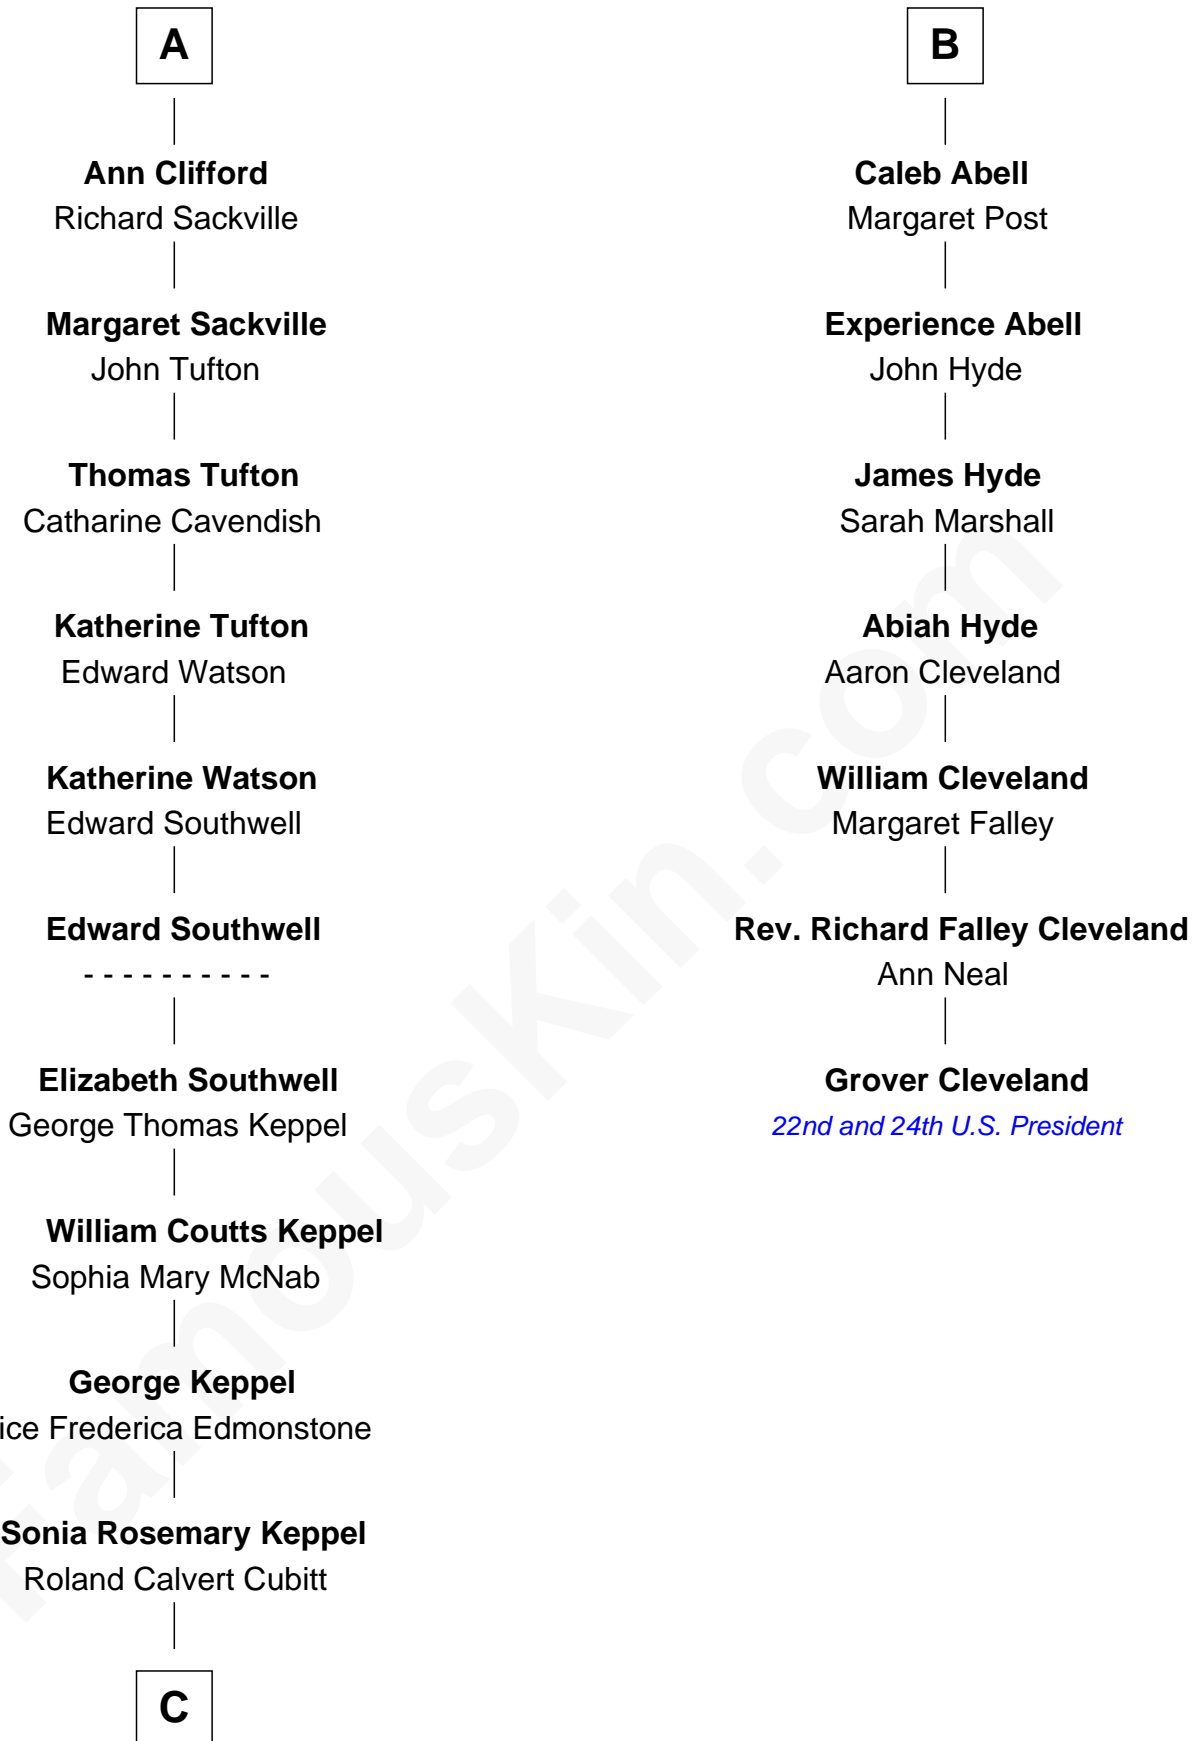 A
Ann Clifford
Richard Sackville
Margaret Sackville
John Tufton
Thomas Tufton
Catharine Cavendish
Katherine Tufton
Edward Watson
Katherine Watson
Edward Southwell
Edward Southwell
- - - - - - - - - -
Elizabeth Southwell
George Thomas Keppel
William Coutts Keppel
Sophia Mary McNab
George Keppel
ice Frederica Edmonstone
Sonia Rosemary Keppel
Roland Calvert Cubitt
C
B
Caleb Abell
Margaret Post
Experience Abell
John Hyde
James Hyde
Sarah Marshall
Abiah Hyde
Aaron Cleveland
William Cleveland
Margaret Falley
Rev. Richard Falley Cleveland
Ann Neal
Grover Cleveland
22nd and 24th U.S. President
FamousKin.com